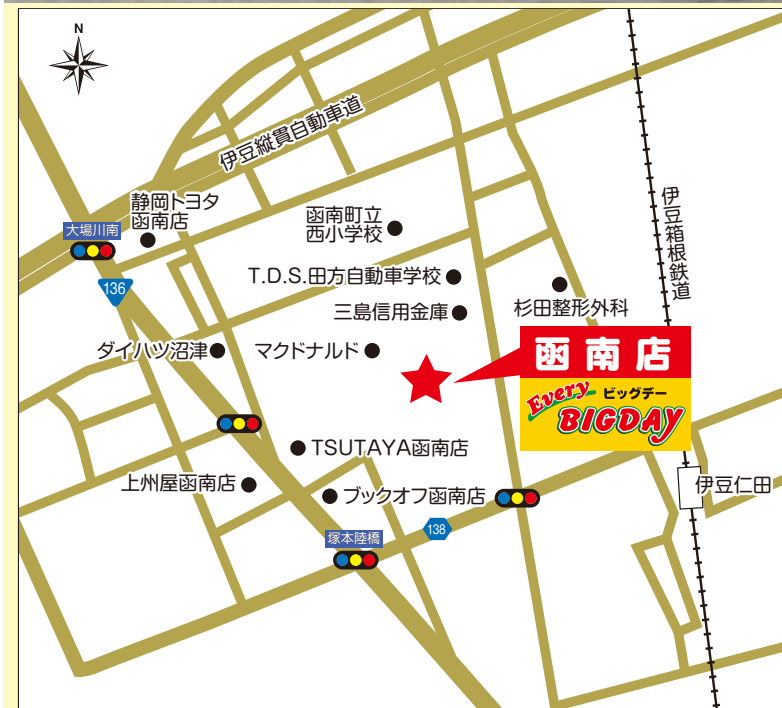 N
伊豆縦貫自動車道
静岡トヨタ
函南店
大場川南
函南町立
西小学校
伊豆箱根鉄道
136
T.D.S.田方自動車学校
三島信用金庫
杉田整形外科
ダイハツ沼津
マクドナルド
函南店
Every
ビッグデー
BIGDAY
TSUTAYA函南店
上州屋函南店
ブックオフ函南店
伊豆仁田
138
塚本陸橋